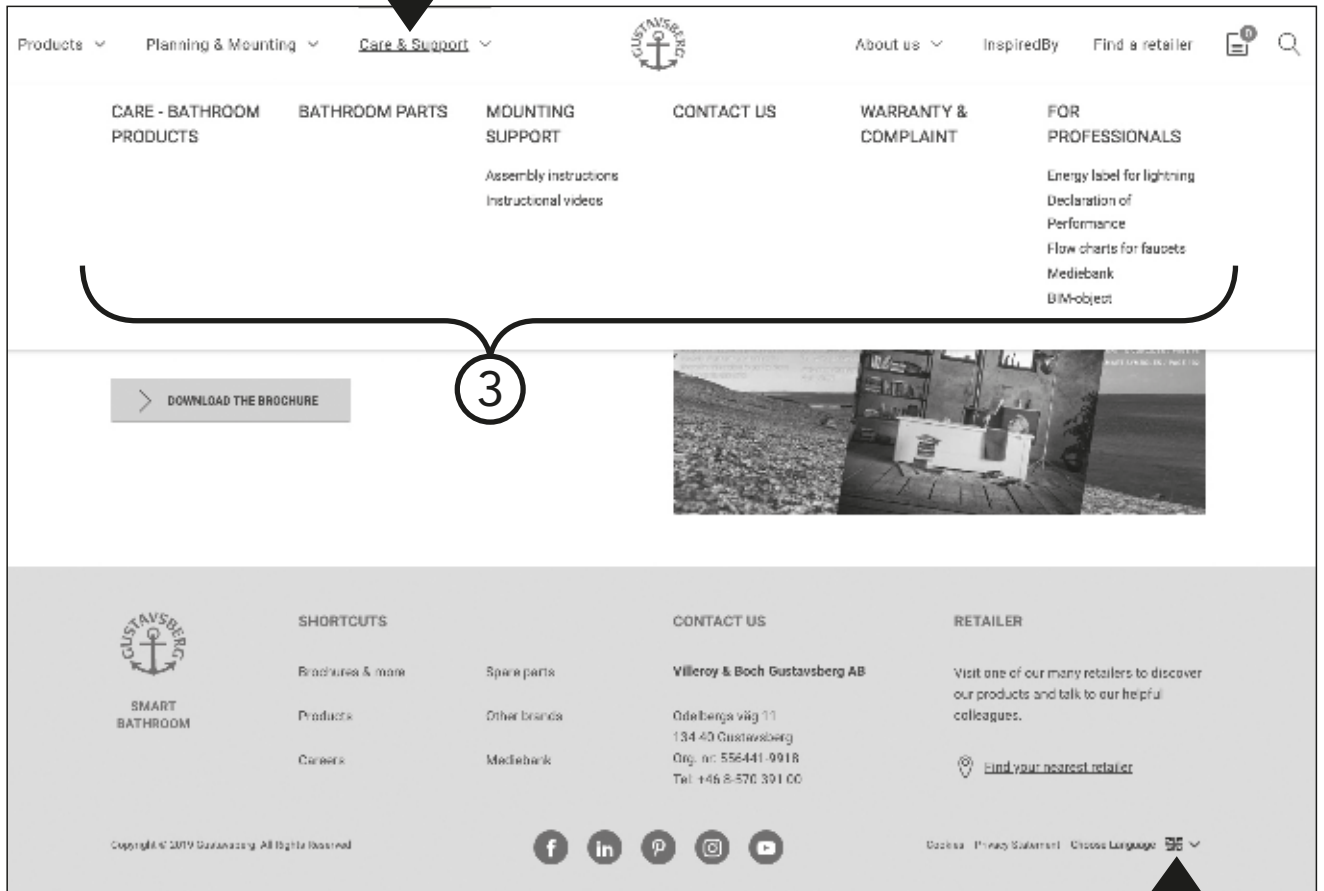 Products
Planning & Mounting
Care & Support
GUSTAVSBERG
About us
InspiredBy
Find a retailer
0
CARE - BATHROOM
PRODUCTS
BATHROOM PARTS
MOUNTING
SUPPORT
Assembly instructions
Instructional videos
CONTACT US
WARRANTY &
COMPLAINT
FOR
PROFESSIONALS
Energy label for lightning
Declaration of
Performance
Flow charts for faucets
Mediebank
BIM-object
3
DOWNLOAD THE BROCHURE
GUSTAVSBERG
SMART
BATHROOM
SHORTCUTS
Brochures & more
Products
Careers
Spare parts
Other brands
Mediebank
CONTACT US
Villeroy & Boch Gustavsberg AB
Odelbergs väg 11
134 40 Gustavsberg
Org. nr: 556441-9918
Tel: +46 8-570 391 00
RETAILER
Visit one of our many retailers to discover
our products and talk to our helpful
colleagues.
Find your nearest retailer
Copyright © 2019 Gustavsberg. All Rights Reserved
f
in
Cookies Privacy Statement Choose Language